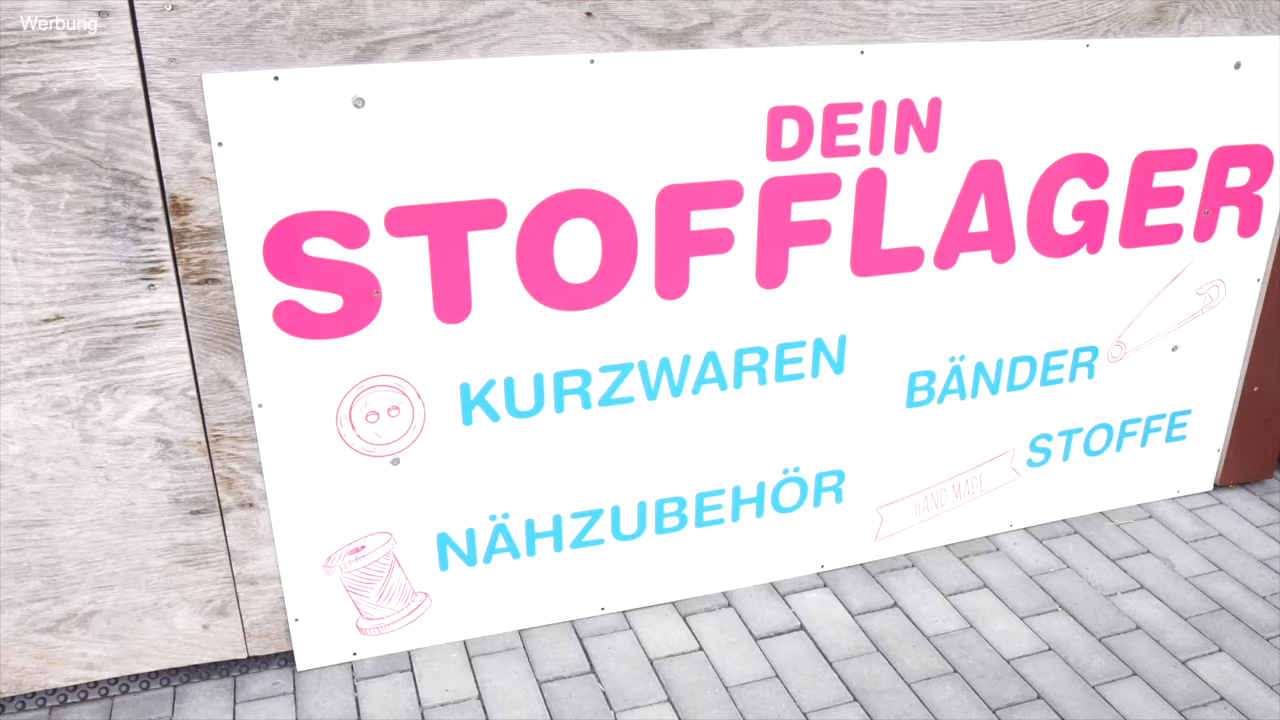 Werbung
DEIN
STOFFLAGER
KURZWAREN
BÄNDER
NÄHZUBEHÖR
HAND MADE
STOFFE